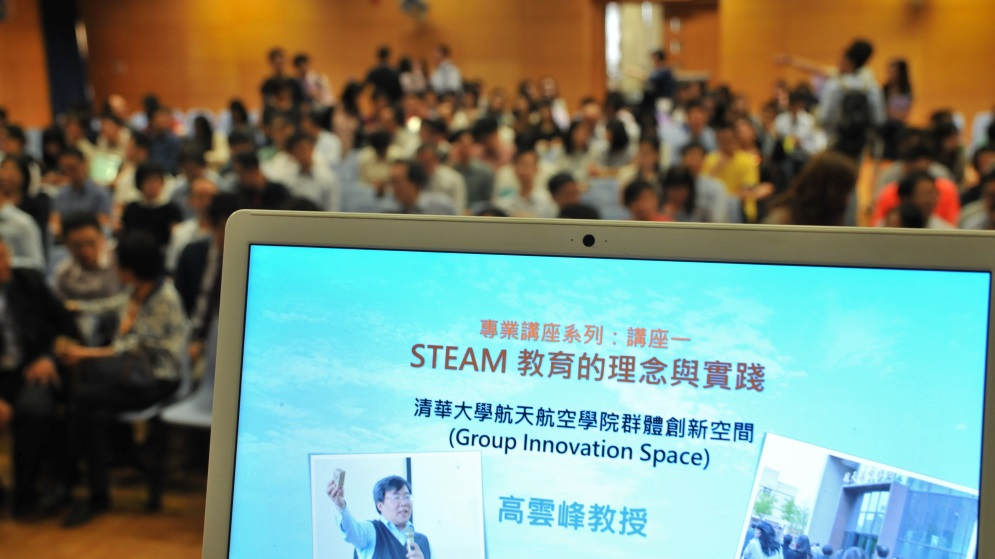 專業講座系列：講座一
STEAM 教育的理念與實踐
清華大學航天航空學院群體創新空間
(Group Innovation Space)
高雲峰教授